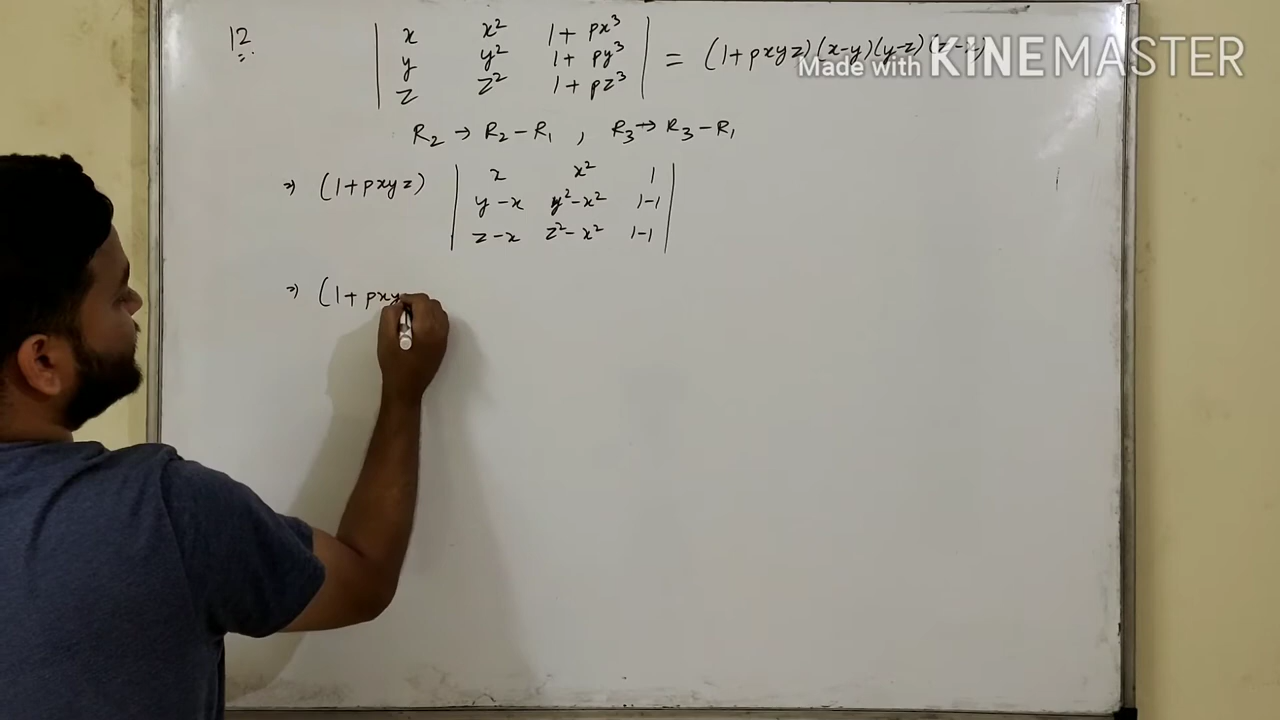 12
| x x² 1 + px³ |
| y y² 1 + py³ | = (1+pxyz)(x-y)(y-z)
| z z² 1 + pz³ |
Made with KINEMASTER
R₂ → R₂ - R₁ , R₃ → R₃ - R₁
⇒ (1+pxyz) | x x² 1 |
| y-x y²-x² 1-1 |
| z-x z²-x² 1-1 |
⇒ (1+pxy